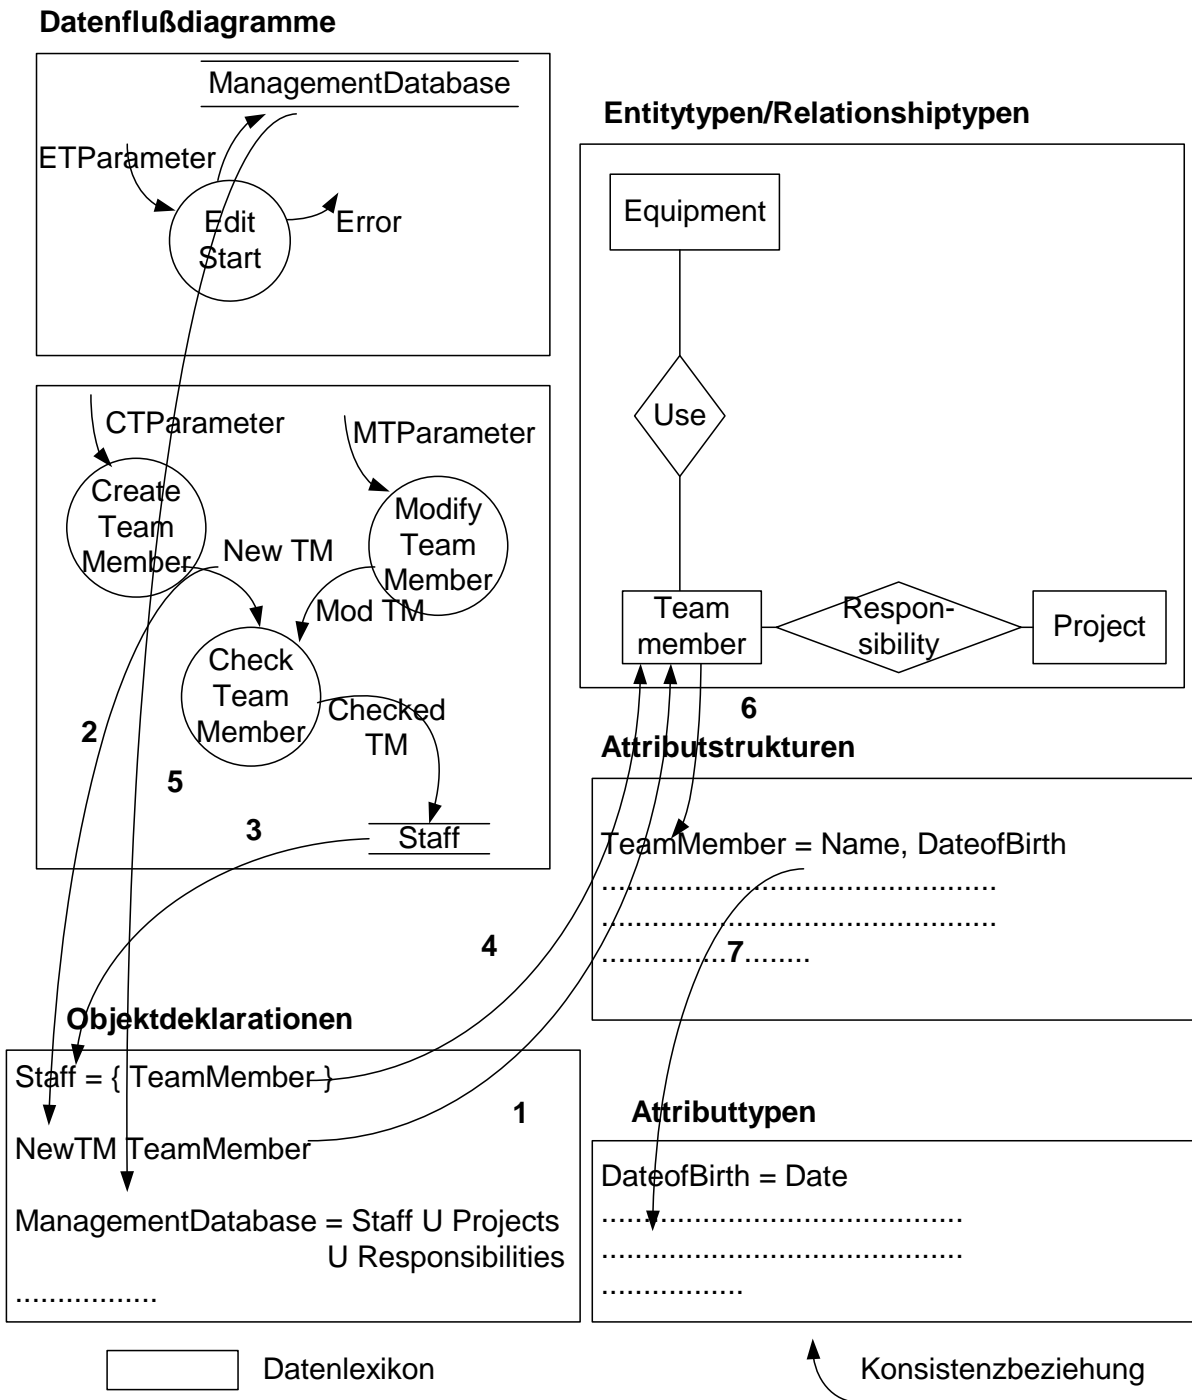 Datenflußdiagramme
ManagementDatabase
ETParameter
Edit
Start
Error
CTParameter
MTParameter
Create
Team
Member
Modify
Team
Member
New TM
Mod TM
Check
Team
Member
Checked
TM
2
5
3
Staff
Entitytypen/Relationshiptypen
Equipment
Use
Team
member
Respon-
sibility
Project
6
Attributstrukturen
TeamMember = Name, DateofBirth
..............................................
..............................................
...............7........
4
Objektdeklarationen
Staff = { TeamMember }
NewTM TeamMember
1
ManagementDatabase = Staff U Projects
U Responsibilities
.................
Attributtypen
DateofBirth = Date
..........................................
..........................................
.................
Datenlexikon
Konsistenzbeziehung